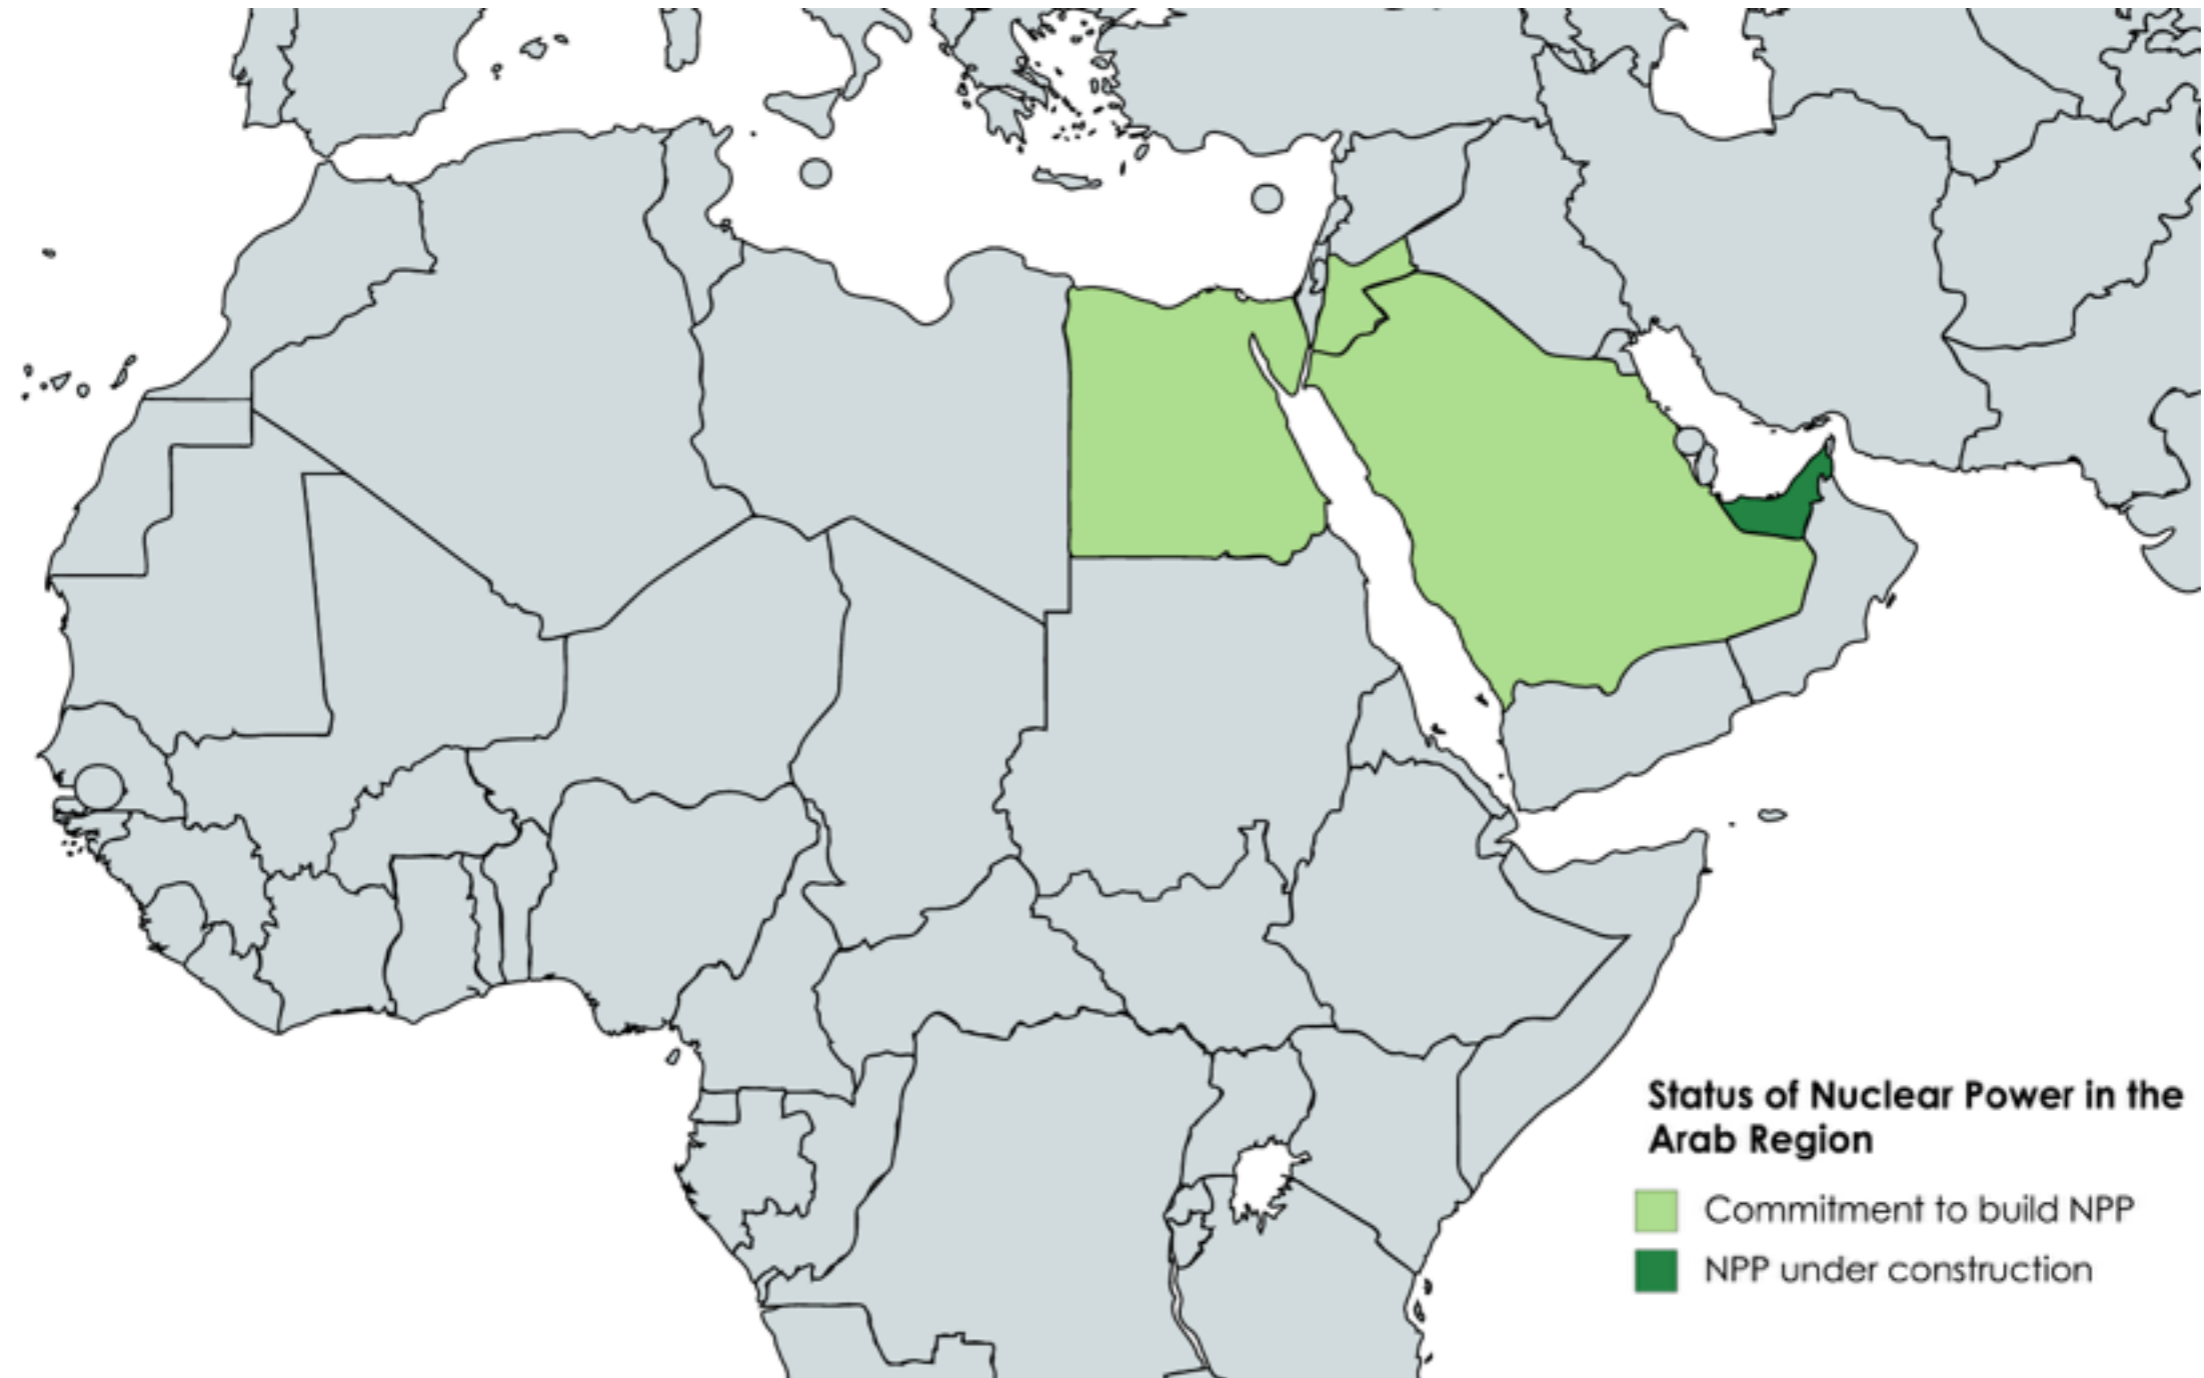 Status of Nuclear Power in the
Arab Region
Commitment to build NPP
NPP under construction